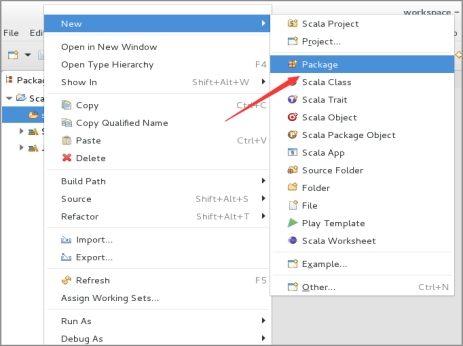 workspace -
File Edit
New
Open in New Window
Open Type Hierarchy F4
Show In Shift+Alt+W
Copy Ctrl+C
Copy Qualified Name
Paste Ctrl+V
Delete
Build Path
Source Shift+Alt+S
Refactor Shift+Alt+T
Import...
Export...
Refresh F5
Assign Working Sets...
Run As
Debug As
Scala Project
Project...
Package
Scala Class
Scala Trait
Scala Object
Scala Package Object
Scala App
Source Folder
Folder
File
Play Template
Scala Worksheet
Example...
Other... Ctrl+N
Packag
Sca
s
S
J